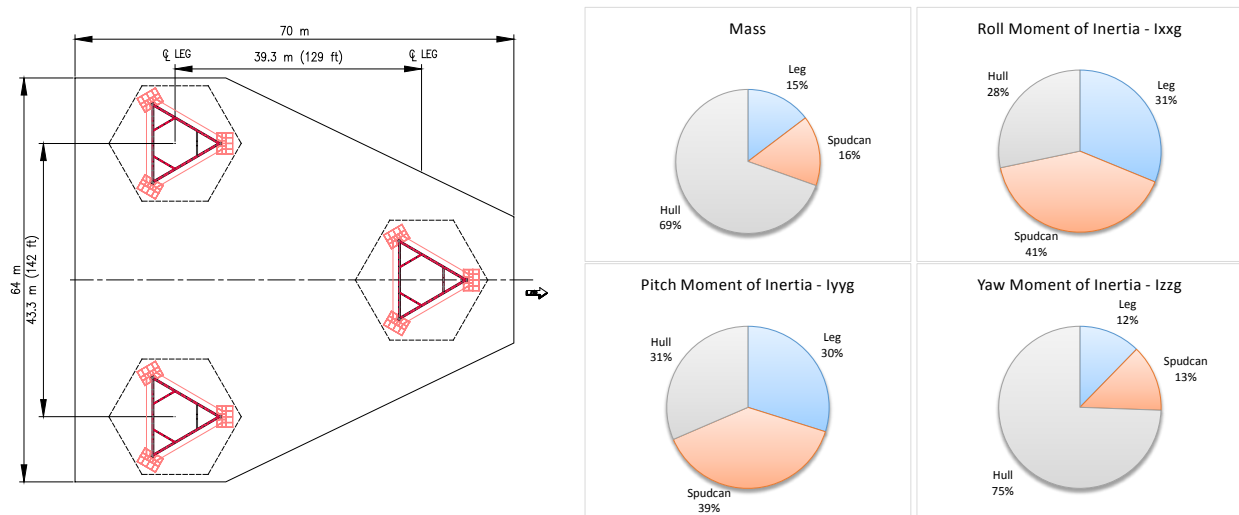 70 m
℄ LEG
39.3 m (129 ft)
℄ LEG
64 m
43.3 m (142 ft)
Mass
Leg
15%
Spudcan
16%
Hull
69%
Roll Moment of Inertia - Ixxg
Hull
28%
Leg
31%
Spudcan
41%
Pitch Moment of Inertia - Iyyg
Hull
31%
Leg
30%
Spudcan
39%
Yaw Moment of Inertia - Izzg
Leg
12%
Spudcan
13%
Hull
75%